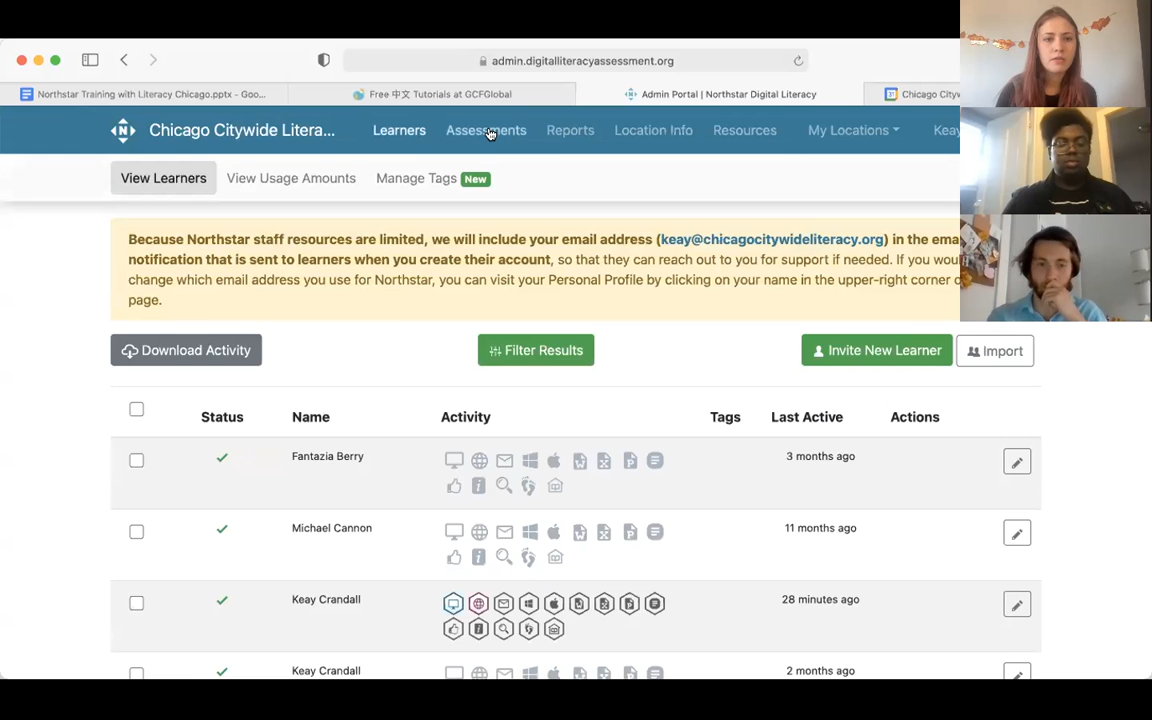 admin.digitalliteracyassessment.org
Northstar Training with Literacy Chicago.pptx - Goo...
Free 中文 Tutorials at GCFGlobal
Admin Portal | Northstar Digital Literacy
Chicago City
N Chicago Citywide Litera... Learners Assessments Reports Location Info Resources My Locations Keay
View Learners View Usage Amounts Manage Tags New
Because Northstar staff resources are limited, we will include your email address (keay@chicagocitywideliteracy.org) in the ema
notification that is sent to learners when you create their account, so that they can reach out to you for support if needed. If you wou
change which email address you use for Northstar, you can visit your Personal Profile by clicking on your name in the upper-right corner o
page.
Download Activity Filter Results Invite New Learner Import
Status Name Activity Tags Last Active Actions
Fantazia Berry 3 months ago
Michael Cannon 11 months ago
Keay Crandall 28 minutes ago
Keay Crandall 2 months ago